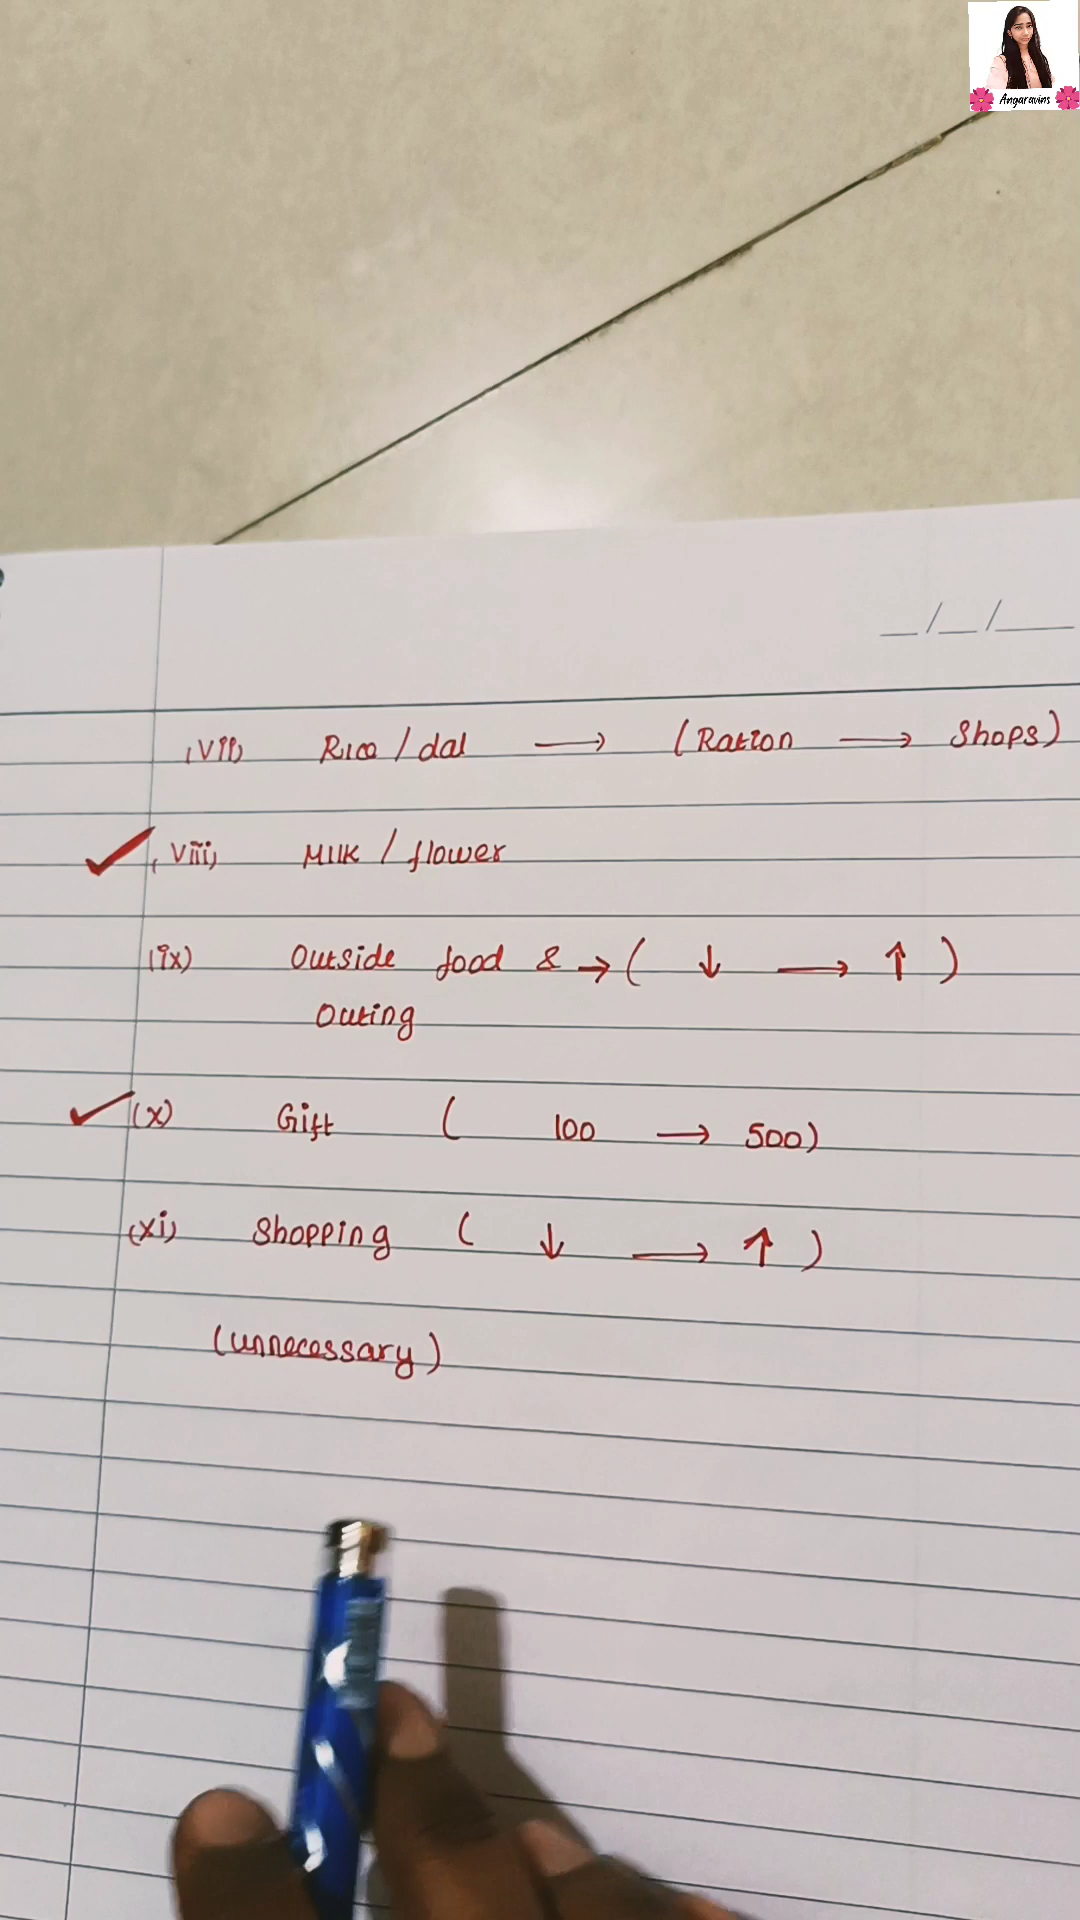 Angaravins
__/__/____
(vii) Rice / dal → (Ration → Shops)
✓ (viii) Milk / flower
(ix) Outside food & → ( ↓ → ↑ )
Outing
✓ (x) Gift ( 100 → 500)
(xi) Shopping ( ↓ → ↑ )
(unnecessary)